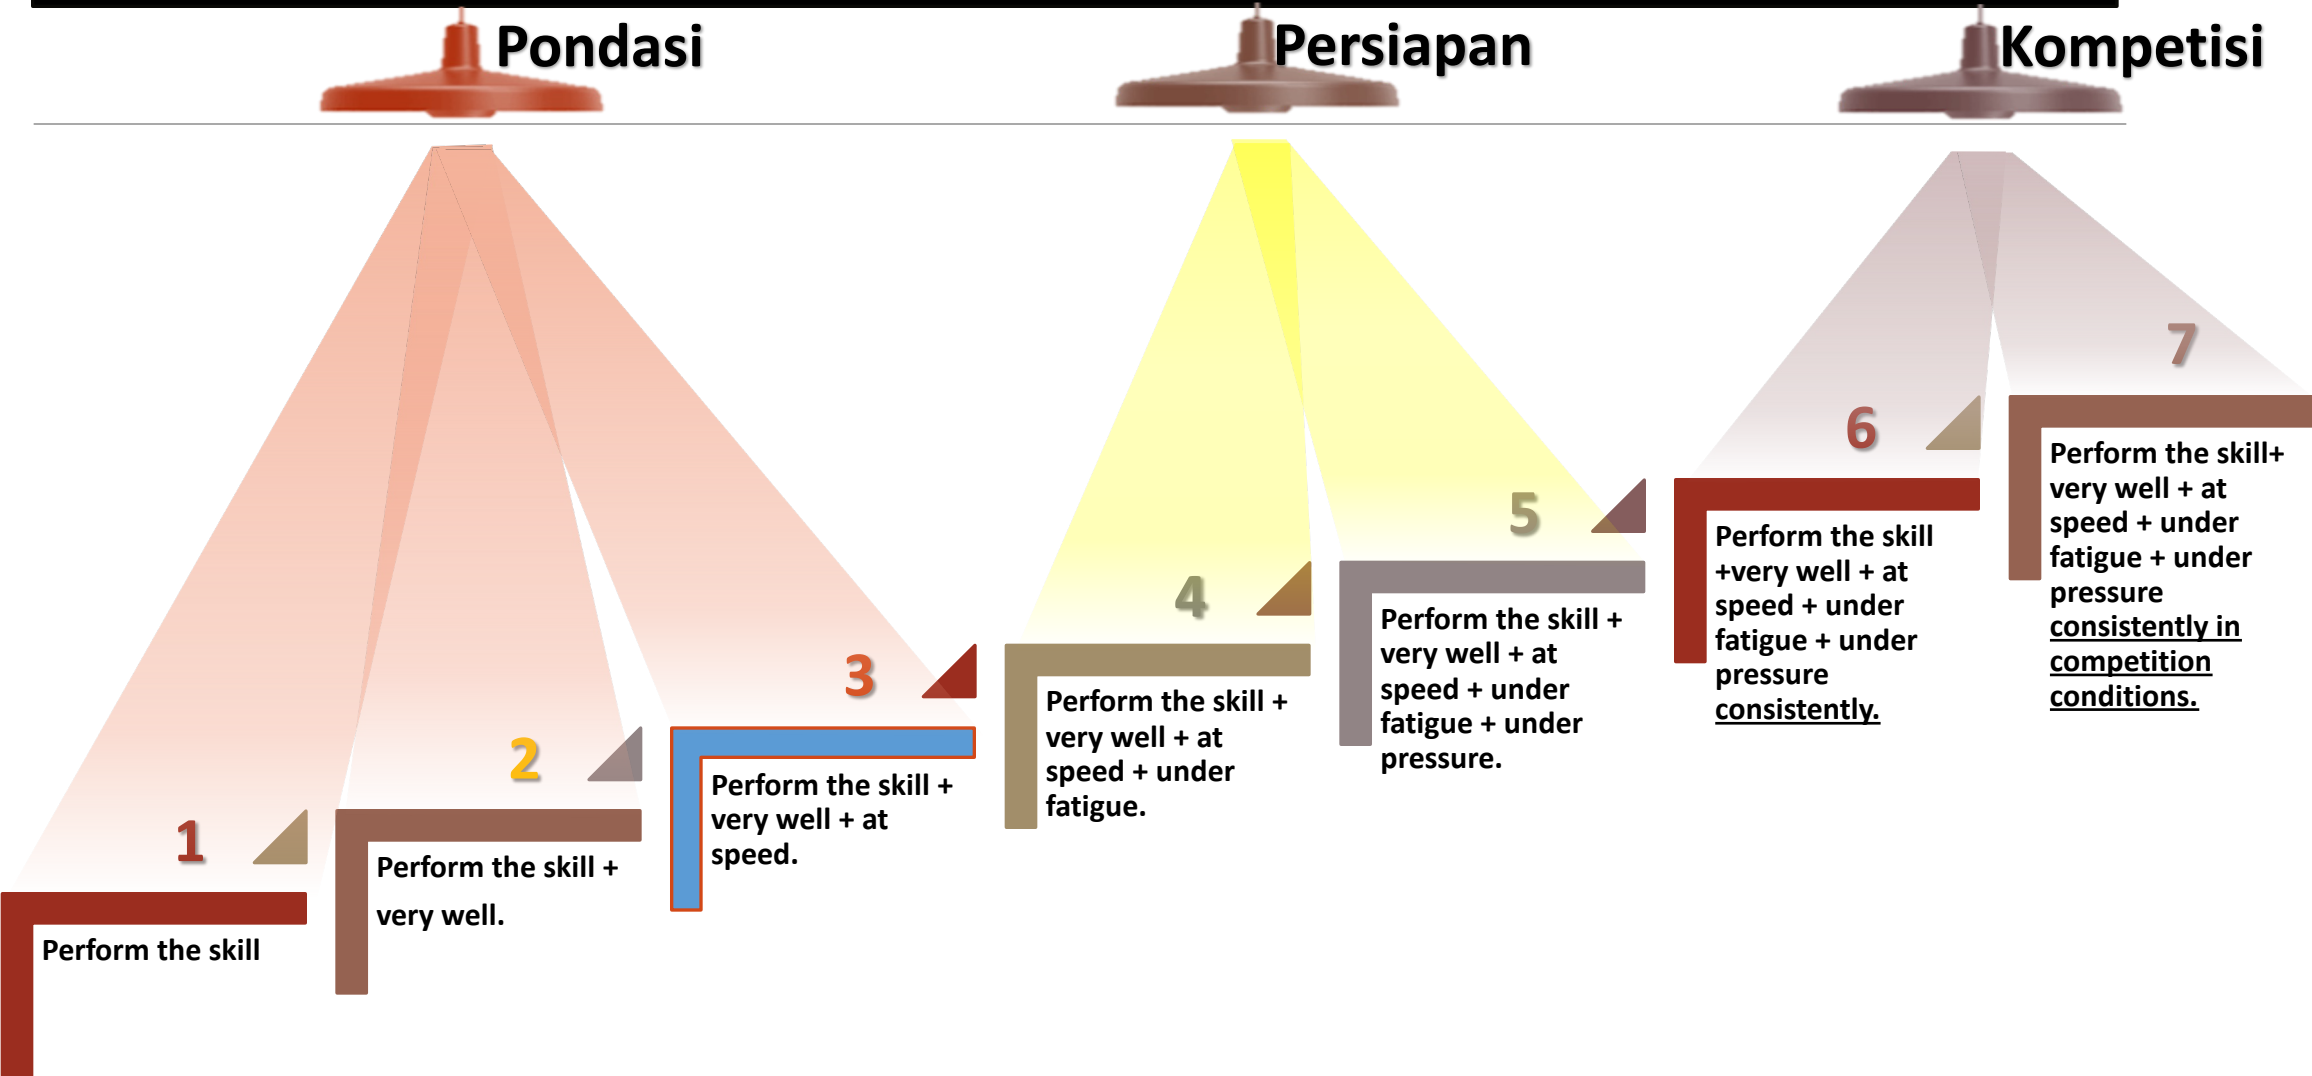 Pondasi
Persiapan
Kompetisi
1
Perform the skill
2
Perform the skill +
very well.
3
Perform the skill +
very well + at
speed.
4
Perform the skill +
very well + at
speed + under
fatigue.
5
Perform the skill +
very well + at
speed + under
fatigue + under
pressure.
6
Perform the skill
+very well + at
speed + under
fatigue + under
pressure
consistently.
7
Perform the skill+
very well + at
speed + under
fatigue + under
pressure
consistently in
competition
conditions.